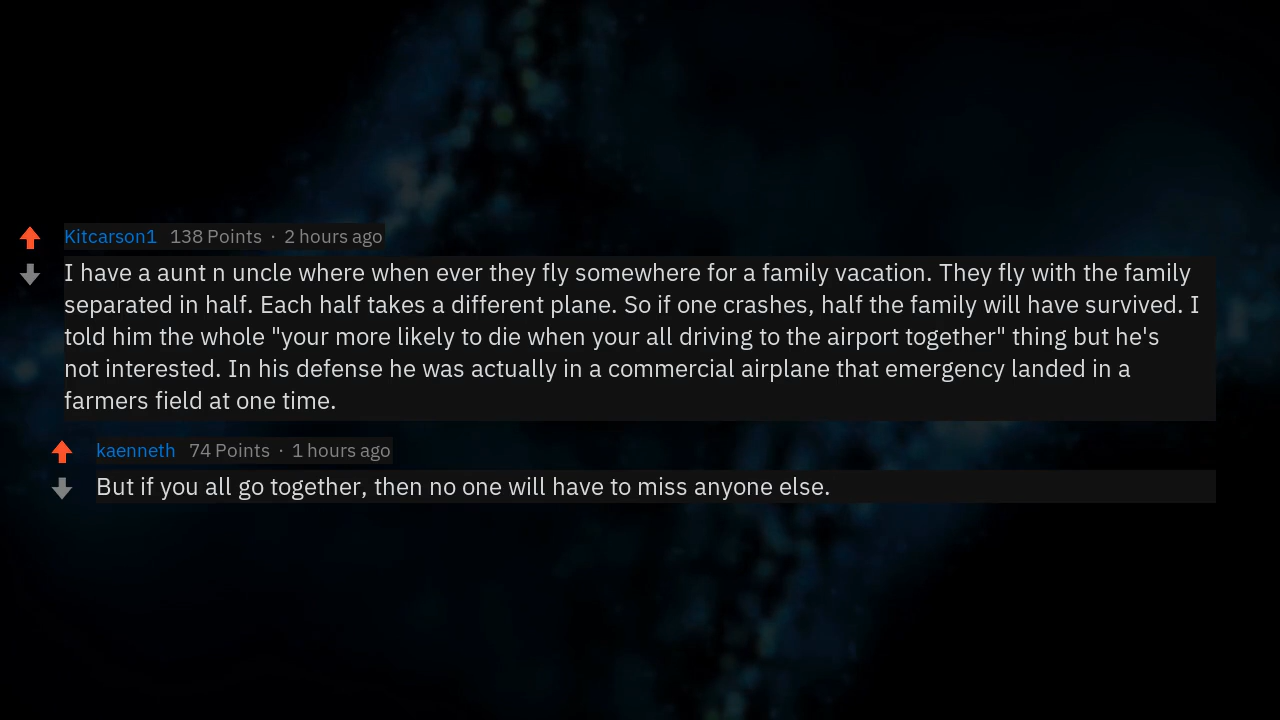 Kitcarson1 138 Points · 2 hours ago
I have a aunt n uncle where when ever they fly somewhere for a family vacation. They fly with the family
separated in half. Each half takes a different plane. So if one crashes, half the family will have survived. I
told him the whole "your more likely to die when your all driving to the airport together" thing but he's
not interested. In his defense he was actually in a commercial airplane that emergency landed in a
farmers field at one time.
kaenneth 74 Points · 1 hours ago
But if you all go together, then no one will have to miss anyone else.